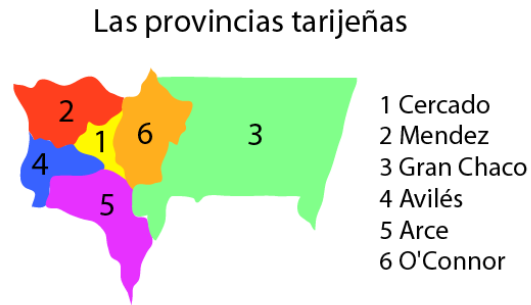 Las provincias tarijeñas
2
1
6
3
4
5
1 Cercado
2 Mendez
3 Gran Chaco
4 Avilés
5 Arce
6 O'Connor